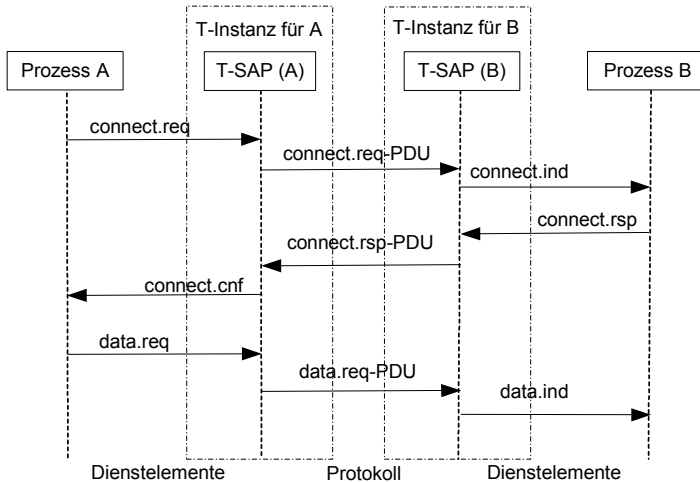 T-Instanz für A
T-Instanz für B
Prozess A
T-SAP (A)
T-SAP (B)
Prozess B
connect.req
connect.req-PDU
connect.ind
connect.rsp
connect.rsp-PDU
connect.cnf
data.req
data.req-PDU
data.ind
Dienstelemente
Protokoll
Dienstelemente